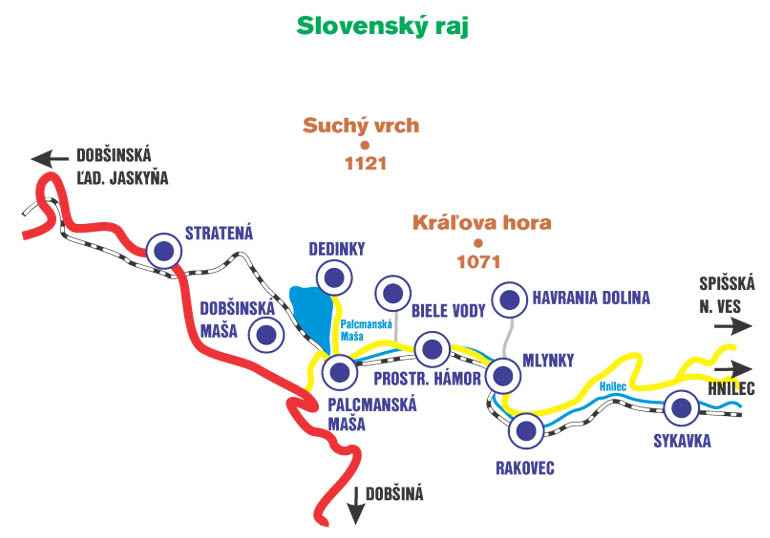 Slovenský raj
Suchý vrch
1121
DOBŠINSKÁ
ĽAD. JASKYŇA
Kráľova hora
1071
STRATENÁ
DEDINKY
SPIŠSKÁ
N. VES
HAVRANIA DOLINA
DOBŠINSKÁ
MAŠA
BIELE VODY
Palcmanská
Maša
MLYNKY
PROSTR. HÁMOR
Hnilec
HNILEC
PALCMANSKÁ
MAŠA
SYKAVKA
RAKOVEC
DOBŠINÁ